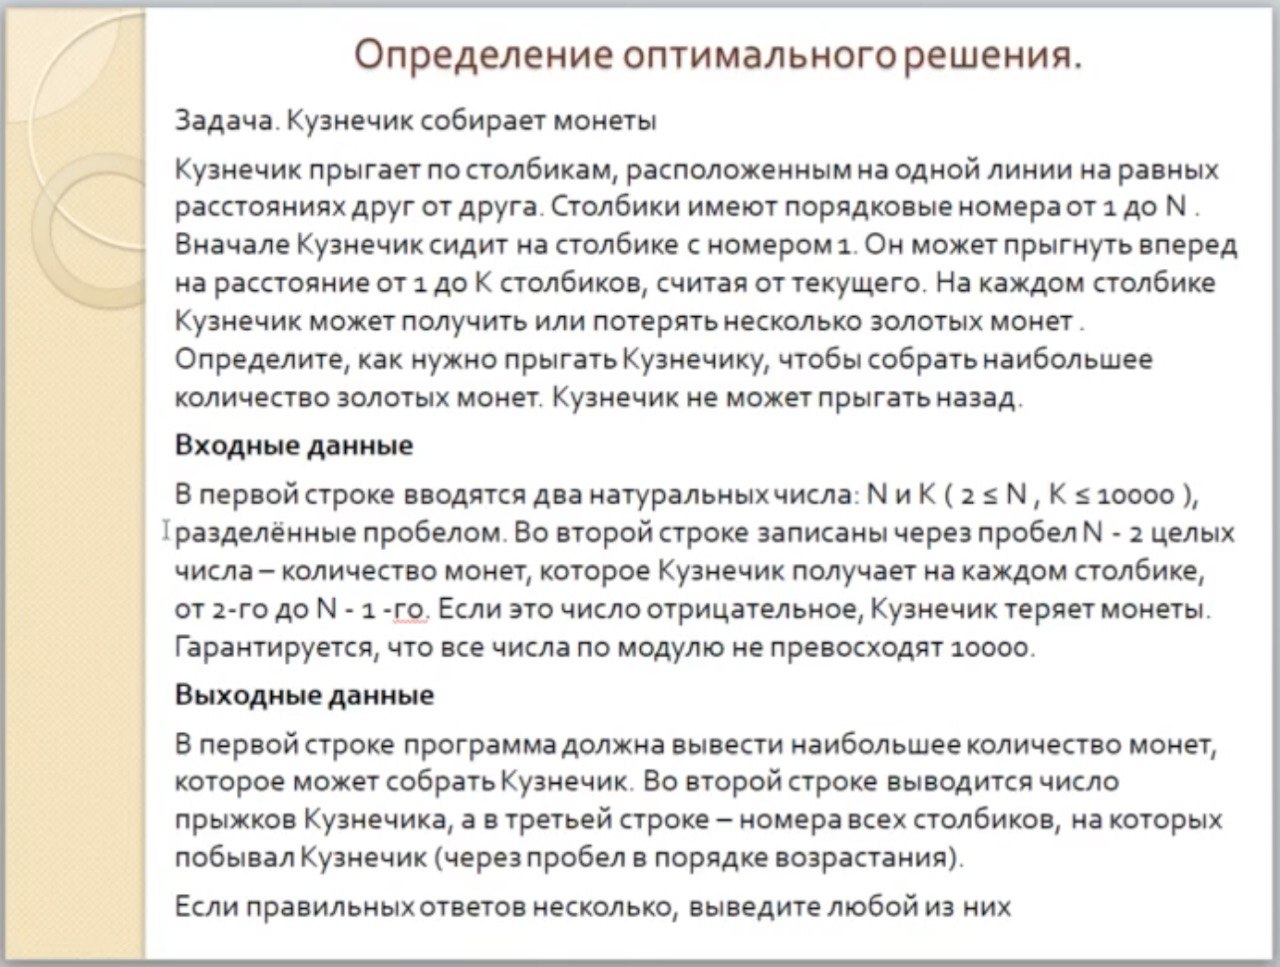 Определение оптимального решения.
Задача. Кузнечик собирает монеты
Кузнечик прыгает по столбикам, расположенным на одной линии на равных
расстояниях друг от друга. Столбики имеют порядковые номера от 1 до N .
Вначале Кузнечик сидит на столбике с номером 1. Он может прыгнуть вперед
на расстояние от 1 до K столбиков, считая от текущего. На каждом столбике
Кузнечик может получить или потерять несколько золотых монет .
Определите, как нужно прыгать Кузнечику, чтобы собрать наибольшее
количество золотых монет. Кузнечик не может прыгать назад.
Входные данные
В первой строке вводятся два натуральных числа: N и K ( 2 ≤ N , K ≤ 10000 ),
разделённые пробелом. Во второй строке записаны через пробел N - 2 целых
числа – количество монет, которое Кузнечик получает на каждом столбике,
от 2-го до N - 1 -го. Если это число отрицательное, Кузнечик теряет монеты.
Гарантируется, что все числа по модулю не превосходят 10000.
Выходные данные
В первой строке программа должна вывести наибольшее количество монет,
которое может собрать Кузнечик. Во второй строке выводится число
прыжков Кузнечика, а в третьей строке – номера всех столбиков, на которых
побывал Кузнечик (через пробел в порядке возрастания).
Если правильных ответов несколько, выведите любой из них